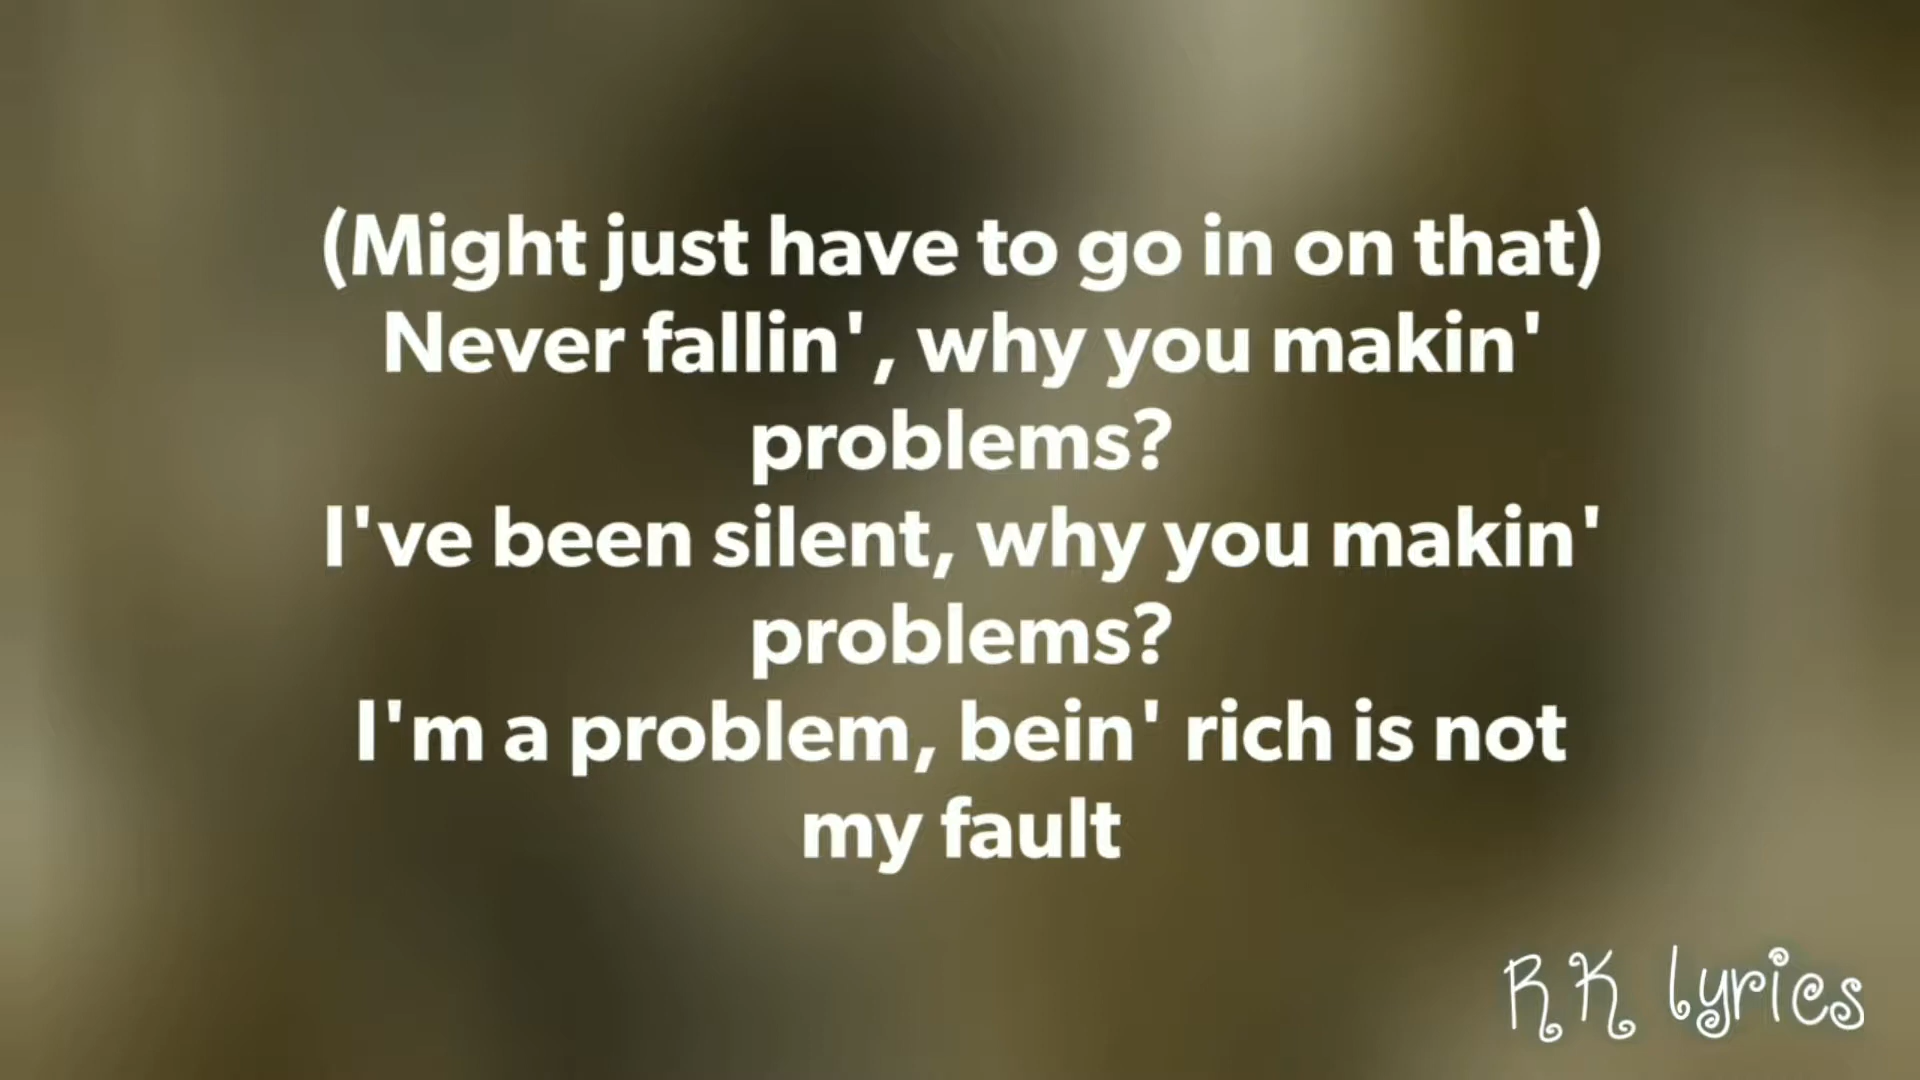 (Might just have to go in on that)
Never fallin', why you makin'
problems?
I've been silent, why you makin'
problems?
I'm a problem, bein' rich is not
my fault
RK lyrics